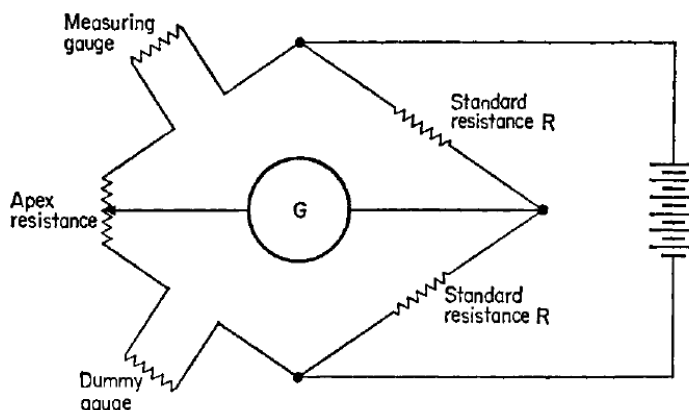 Measuring
gauge
Standard
resistance R
Apex
resistance
G
Standard
resistance R
Dummy
gauge